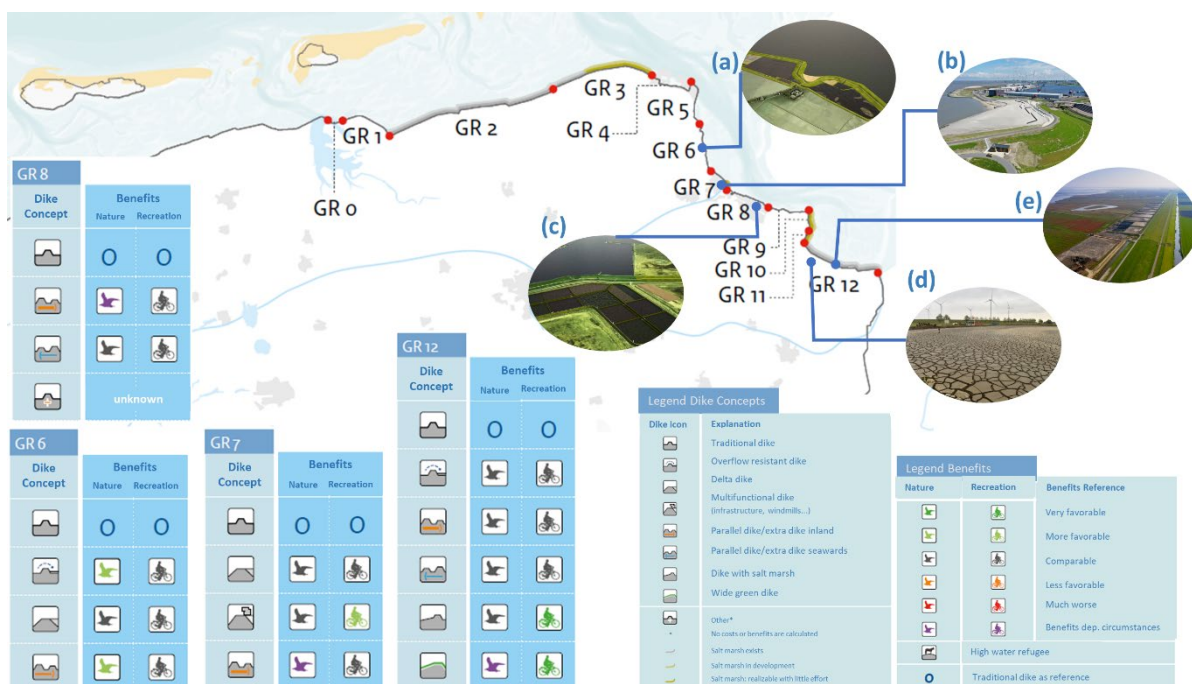 (a)
(b)
GR 3
GR 5
GR 1
GR 2
GR 4
GR 6
GR 7
GR 0
GR 8
(c)
(e)
GR 9
GR 10
GR 11
GR 12
(d)
GR 8
Dike Concept
Benefits
Nature Recreation
O O
unknown
GR 6
Dike Concept
Benefits
Nature Recreation
O O
GR 7
Dike Concept
Benefits
Nature Recreation
O O
GR 12
Dike Concept
Benefits
Nature Recreation
O O
Legend Dike Concepts
Dike icon Explanation
Traditional dike
Overflow resistant dike
Delta dike
Multifunctional dike
(infrastructure, windmills...)
Parallel dike/extra dike inland
Parallel dike/extra dike seawards
Dike with salt marsh
Wide green dike
Other*
No costs or benefits are calculated
Salt marsh exists
Salt marsh in development
Salt marsh: realizable with little effort
Legend Benefits
Nature Recreation Benefits Reference
Very favorable
More favorable
Comparable
Less favorable
Much worse
Benefits dep. circumstances
High water refugee
O Traditional dike as reference